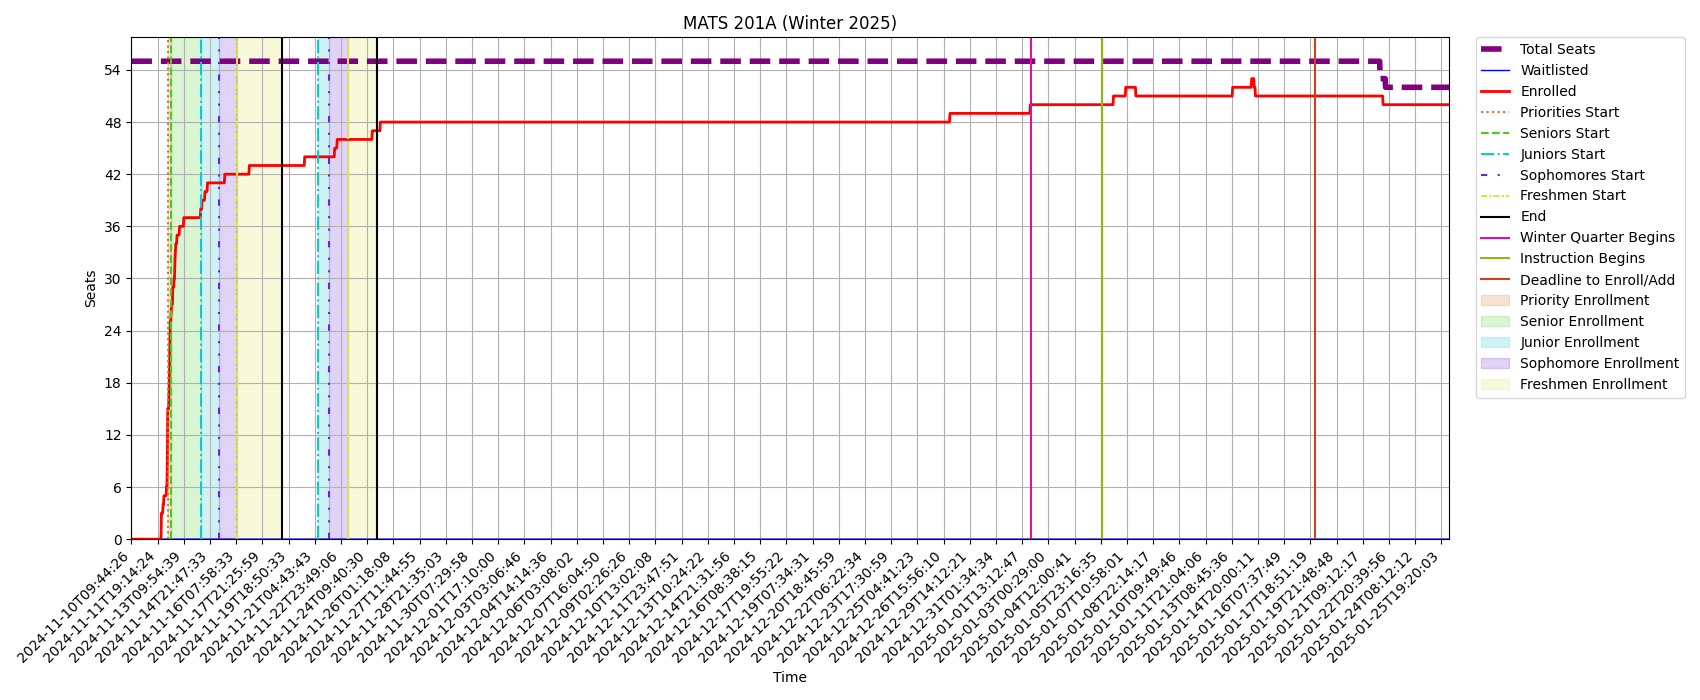 MATS 201A (Winter 2025)
Seats
54
48
42
36
30
24
18
12
6
0
2024-11-10T09:44:26
2024-11-11T19:14:24
2024-11-13T09:54:39
2024-11-14T21:47:33
2024-11-16T07:58:33
2024-11-17T21:25:59
2024-11-19T18:50:33
2024-11-21T04:43:43
2024-11-22T23:49:06
2024-11-24T09:40:30
2024-11-26T01:18:08
2024-11-27T11:44:55
2024-11-28T21:35:03
2024-11-30T07:29:58
2024-12-01T17:10:00
2024-12-03T03:06:46
2024-12-04T14:14:36
2024-12-06T03:08:02
2024-12-07T16:04:50
2024-12-09T02:26:26
2024-12-10T13:02:08
2024-12-11T23:47:51
2024-12-13T10:24:22
2024-12-14T21:31:56
2024-12-16T08:38:15
2024-12-17T19:55:22
2024-12-19T07:34:31
2024-12-20T18:45:59
2024-12-22T06:22:34
2024-12-23T17:30:59
2024-12-25T04:41:23
2024-12-26T15:56:10
2024-12-29T14:12:21
2024-12-31T01:34:34
2025-01-01T13:12:47
2025-01-03T00:29:00
2025-01-04T12:00:41
2025-01-05T23:16:35
2025-01-07T10:58:01
2025-01-08T22:14:17
2025-01-10T09:49:46
2025-01-11T21:04:06
2025-01-13T08:45:36
2025-01-14T20:00:11
2025-01-16T07:37:49
2025-01-17T18:51:19
2025-01-19T21:48:48
2025-01-21T09:12:17
2025-01-22T20:39:56
2025-01-24T08:12:12
2025-01-25T19:20:03
Time
Total Seats
Waitlisted
Enrolled
Priorities Start
Seniors Start
Juniors Start
Sophomores Start
Freshmen Start
End
Winter Quarter Begins
Instruction Begins
Deadline to Enroll/Add
Priority Enrollment
Senior Enrollment
Junior Enrollment
Sophomore Enrollment
Freshmen Enrollment